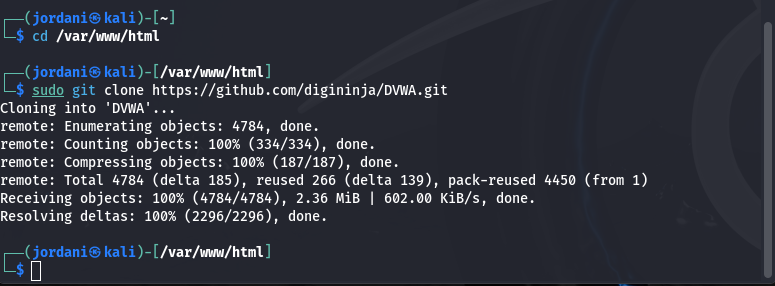 ┌──(jordani㉿kali)-[~]
└─$ cd /var/www/html

┌──(jordani㉿kali)-[/var/www/html]
└─$ sudo git clone https://github.com/digininja/DVWA.git
Cloning into 'DVWA'...
remote: Enumerating objects: 4784, done.
remote: Counting objects: 100% (334/334), done.
remote: Compressing objects: 100% (187/187), done.
remote: Total 4784 (delta 185), reused 266 (delta 139), pack-reused 4450 (from 1)
Receiving objects: 100% (4784/4784), 2.36 MiB | 602.00 KiB/s, done.
Resolving deltas: 100% (2296/2296), done.

┌──(jordani㉿kali)-[/var/www/html]
└─$